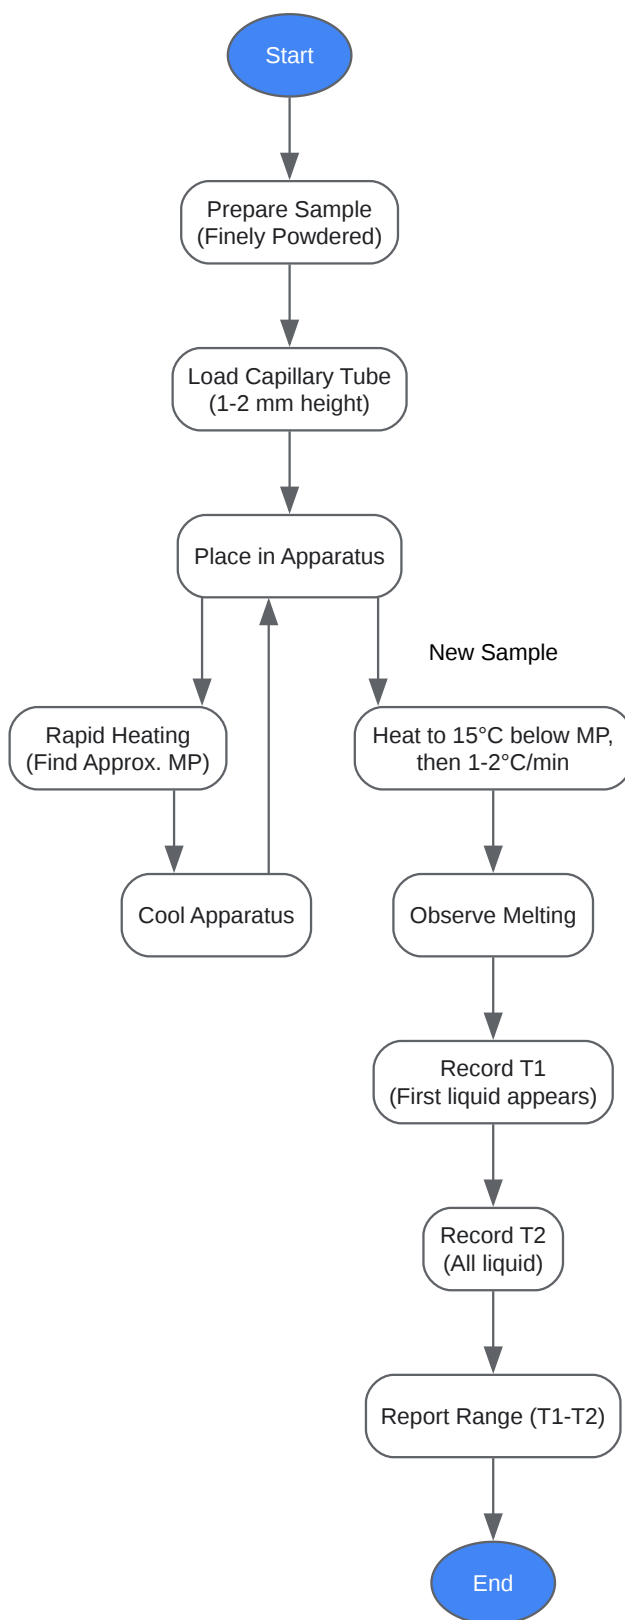 Start
Prepare Sample
(Finely Powdered)
Load Capillary Tube
(1-2 mm height)
Place in Apparatus
New Sample
Rapid Heating
(Find Approx. MP)
Heat to 15°C below MP,
then 1-2°C/min
Cool Apparatus
Observe Melting
Record T1
(First liquid appears)
Record T2
(All liquid)
Report Range (T1-T2)
End